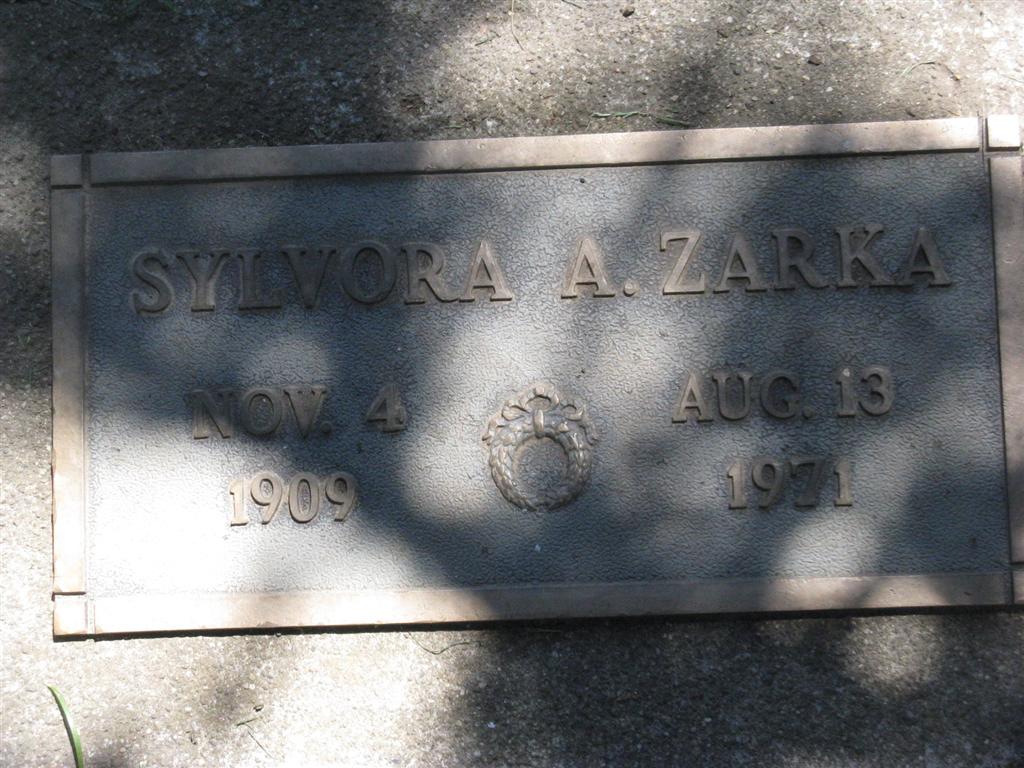 SYLVORA A. ZARKA
NOV. 4 AUG. 13
1909 1971